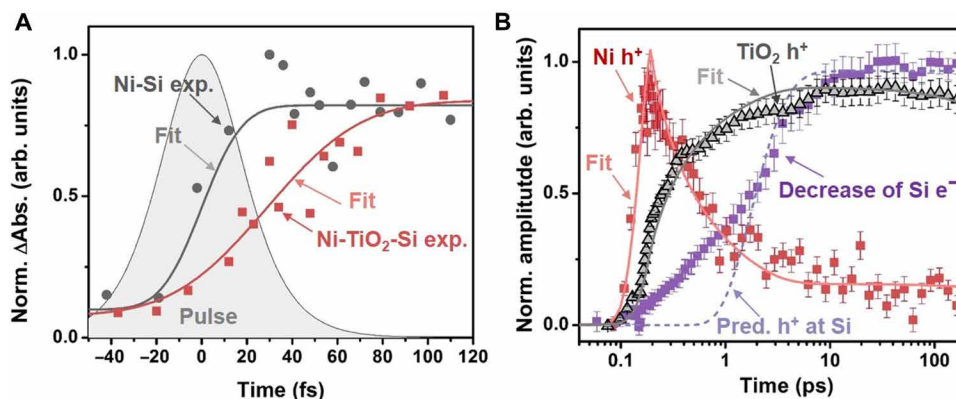 A
Norm. ΔAbs. (arb. units)
1.0
0.5
0.0
Ni-Si exp.
Fit
Fit
Ni-TiO₂-Si exp.
Pulse
−40 −20 0 20 40 60 80 100 120
Time (fs)
B
Norm. amplitutde (arb. units)
1.0
0.5
0.0
Ni h⁺
Fit
TiO₂ h⁺
Fit
Decrease of Si e⁻
Pred. h⁺ at Si
0.1 1 10 100
Time (ps)